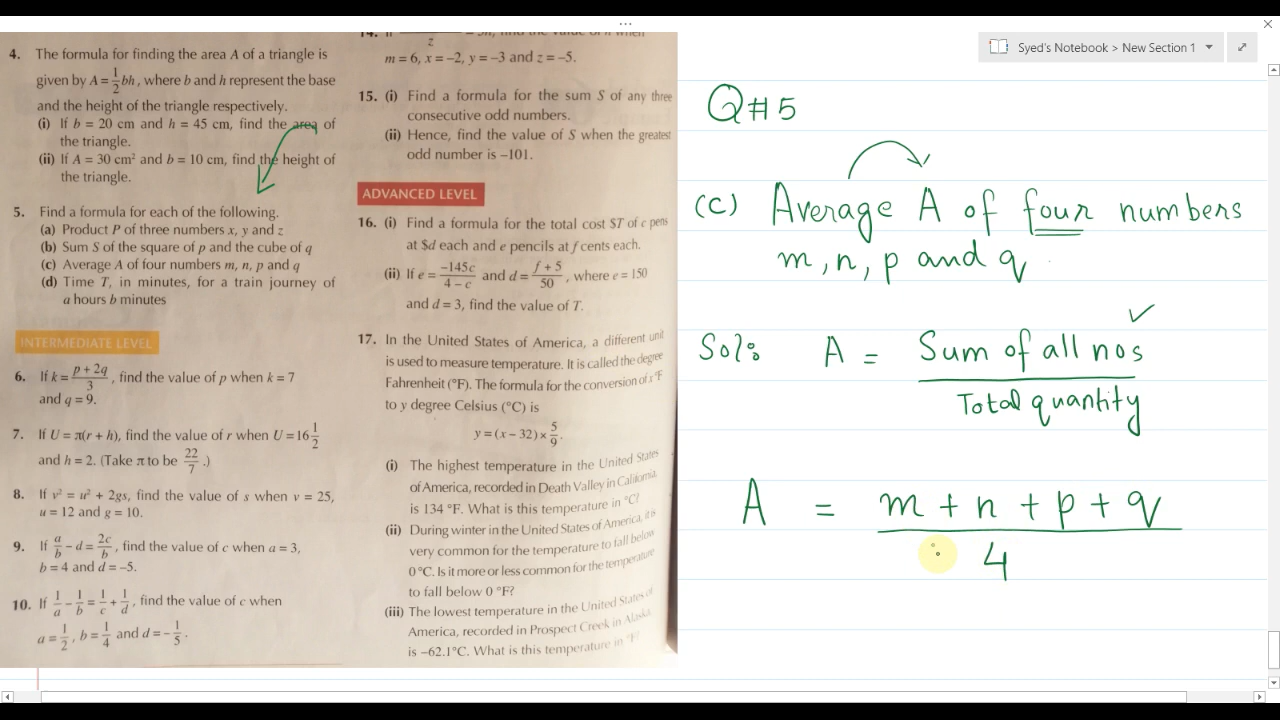 Syed's Notebook > New Section 1
4. The formula for finding the area A of a triangle is
given by A = 1/2 bh, where b and h represent the base
and the height of the triangle respectively.
(i) If b = 20 cm and h = 45 cm, find the area of
the triangle.
(ii) If A = 30 cm² and b = 10 cm, find the height of
the triangle.
5. Find a formula for each of the following.
(a) Product P of three numbers x, y and z
(b) Sum S of the square of p and the cube of q
(c) Average A of four numbers m, n, p and q
(d) Time T, in minutes, for a train journey of
a hours b minutes
INTERMEDIATE LEVEL
6. If k = (p + 2q)/3, find the value of p when k = 7
and q = 9.
7. If U = π(r + h), find the value of r when U = 16 1/2
and h = 2. (Take π to be 22/7.)
8. If v² = u² + 2gs, find the value of s when v = 25,
u = 12 and g = 10.
9. If a/b – d = 2c/b, find the value of c when a = 3,
b = 4 and d = –5.
10. If 1/a – 1/b = 1/c + 1/d, find the value of c when
a = 1/2, b = 1/4 and d = –1/5.
z
m = 6, x = –2, y = –3 and z = –5.
15. (i) Find a formula for the sum S of any three
consecutive odd numbers.
(ii) Hence, find the value of S when the greatest
odd number is –101.
ADVANCED LEVEL
16. (i) Find a formula for the total cost $T of c pens
at $d each and e pencils at f cents each.
(ii) If e = –145c/(4 – c) and d = (f + 5)/50, where e = 150
and d = 3, find the value of T.
17. In the United States of America, a different unit
is used to measure temperature. It is called the degree
Fahrenheit (°F). The formula for the conversion of x °F
to y degree Celsius (°C) is
y = (x – 32) × 5/9.
(i) The highest temperature in the United States
of America, recorded in Death Valley in California,
is 134 °F. What is this temperature in °C?
(ii) During winter in the United States of America, it is
very common for the temperature to fall below
0 °C. Is it more or less common for the temperature
to fall below 0 °F?
(iii) The lowest temperature in the United States of
America, recorded in Prospect Creek in Alaska,
is –62.1°C. What is this temperature in °F?
Q#5
(C) Average A of four numbers
m, n, p and q
Sol: A = Sum of all nos
Total quantity
A = m + n + p + q
4